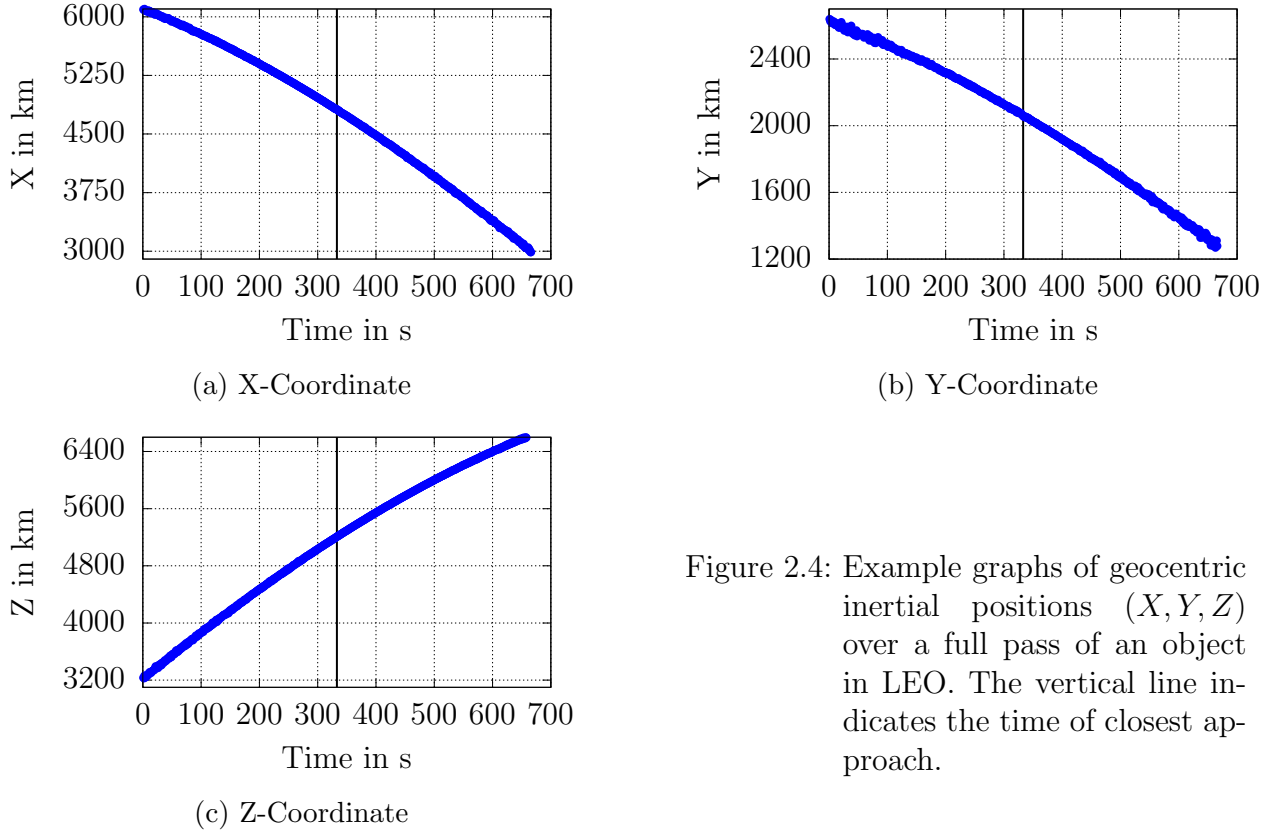 6000
5250
4500
3750
3000
X in km
0 100 200 300 400 500 600 700
Time in s
(a) X-Coordinate
2400
2000
1600
1200
Y in km
0 100 200 300 400 500 600 700
Time in s
(b) Y-Coordinate
6400
5600
4800
4000
3200
Z in km
0 100 200 300 400 500 600 700
Time in s
(c) Z-Coordinate
Figure 2.4: Example graphs of geocentric
inertial positions (X, Y, Z)
over a full pass of an object
in LEO. The vertical line in-
dicates the time of closest ap-
proach.